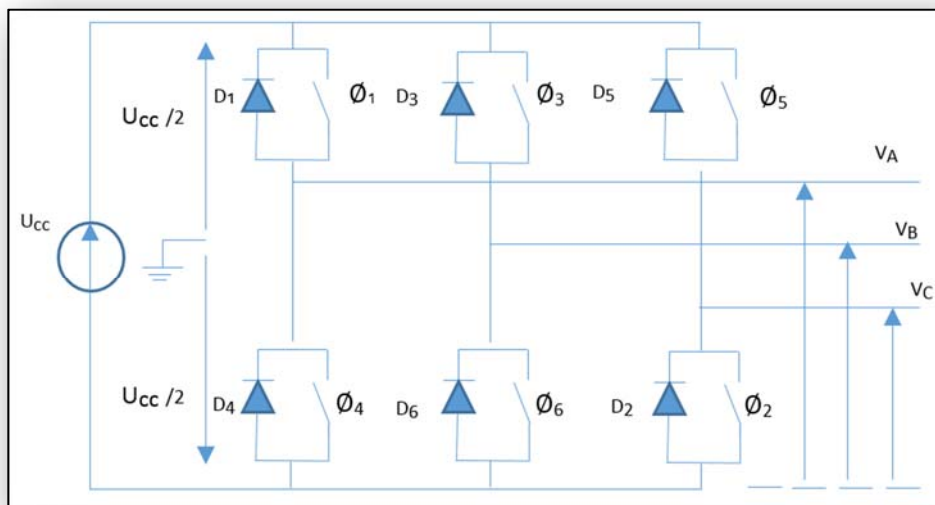 D1 Ø1 D3 Ø3 D5 Ø5
Ucc /2
VA
Ucc
VB
VC
Ucc /2
D4 Ø4 D6 Ø6 D2 Ø2